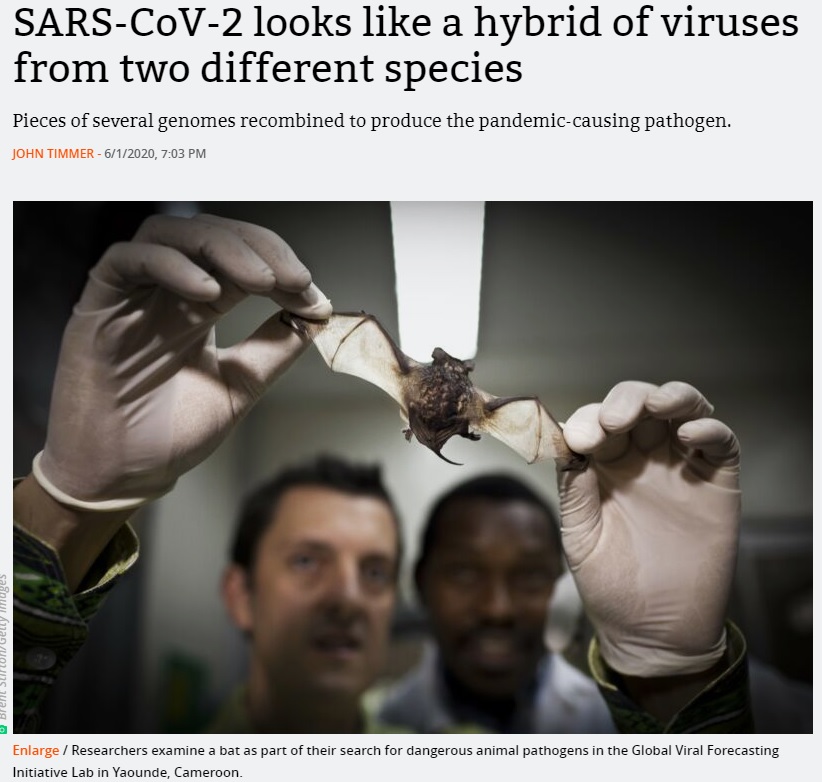 SARS-CoV-2 looks like a hybrid of viruses
from two different species
Pieces of several genomes recombined to produce the pandemic-causing pathogen.
JOHN TIMMER - 6/1/2020, 7:03 PM
Brent Stirton/Getty Images
Enlarge / Researchers examine a bat as part of their search for dangerous animal pathogens in the Global Viral Forecasting
Initiative Lab in Yaounde, Cameroon.